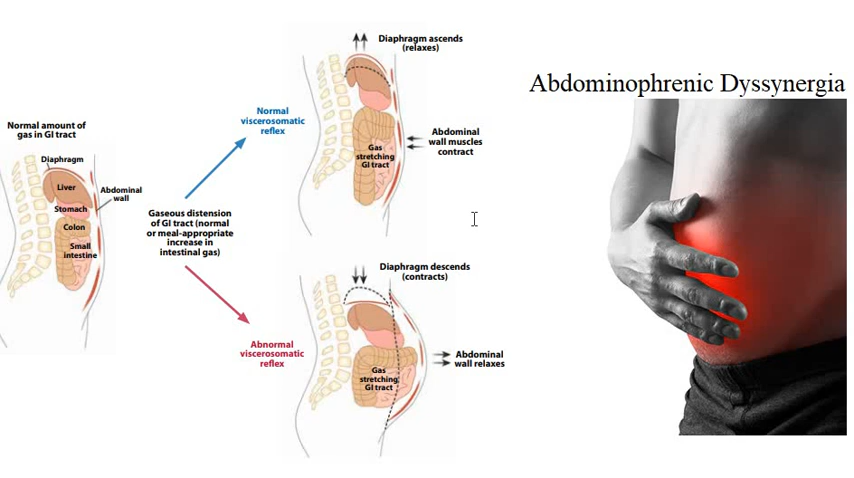 Abdominophrenic Dyssynergia
Normal amount of
gas in GI tract
Diaphragm
Liver
Abdominal
wall
Stomach
Colon
Small
intestine
Gaseous distension
of GI tract (normal
or meal-appropriate
increase in
intestinal gas)
Normal
viscerosomatic
reflex
Diaphragm ascends
(relaxes)
Abdominal
wall muscles
contract
Gas
stretching
GI tract
Abnormal
viscerosomatic
reflex
Diaphragm descends
(contracts)
Abdominal
wall relaxes
Gas
stretching
GI tract